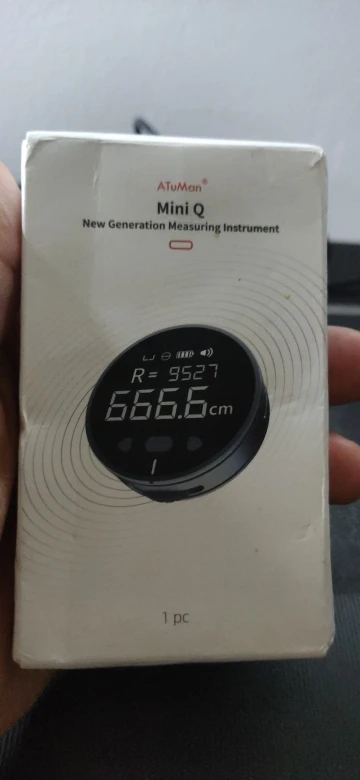 ATuMan®
Mini Q
New Generation Measuring Instrument
R= 9527
666.6cm
1 pc